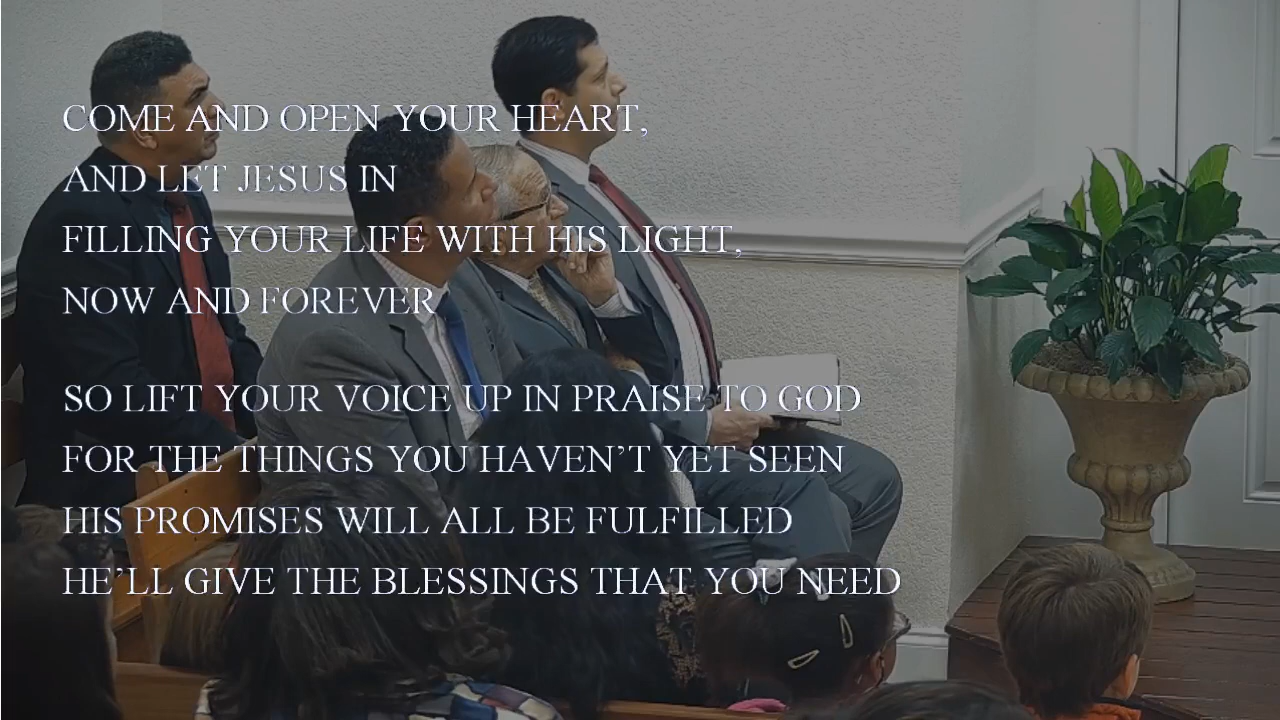 COME AND OPEN YOUR HEART,
AND LET JESUS IN
FILLING YOUR LIFE WITH HIS LIGHT,
NOW AND FOREVER
SO LIFT YOUR VOICE UP IN PRAISE TO GOD
FOR THE THINGS YOU HAVEN’T YET SEEN
HIS PROMISES WILL ALL BE FULFILLED
HE’LL GIVE THE BLESSINGS THAT YOU NEED